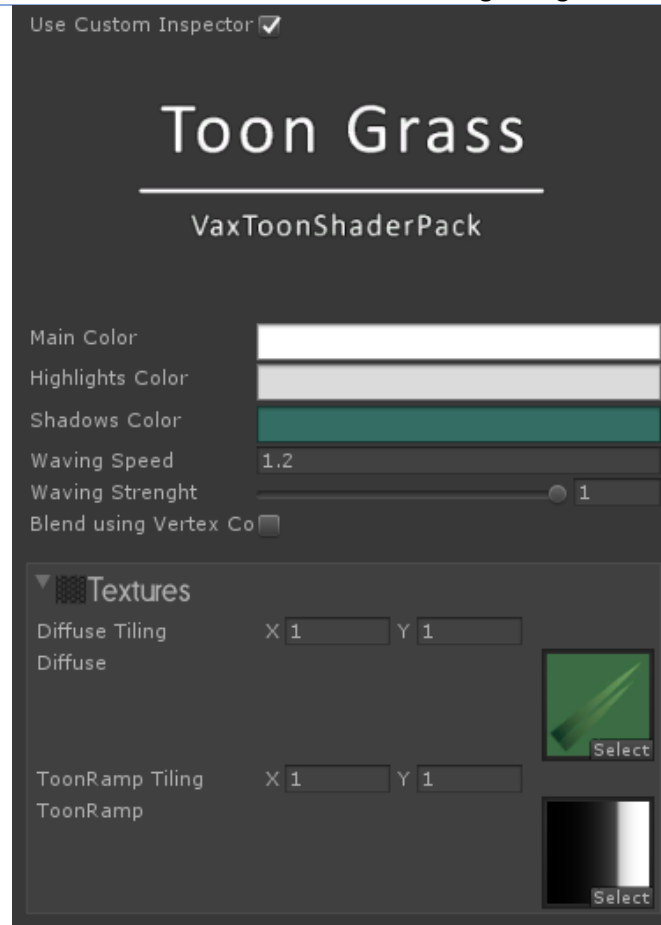 Use Custom Inspector
Toon Grass
VaxToonShaderPack
Main Color
Highlights Color
Shadows Color
Waving Speed 1.2
Waving Strenght 1
Blend using Vertex Co
Textures
Diffuse Tiling X 1 Y 1
Diffuse
Select
ToonRamp Tiling X 1 Y 1
ToonRamp
Select